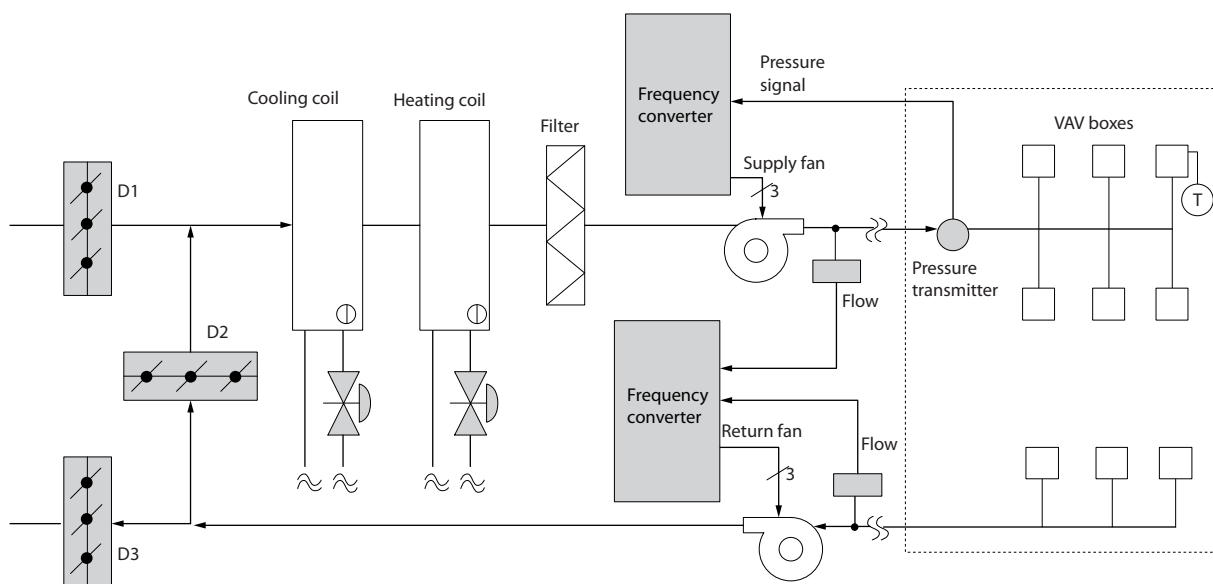 Pressure
signal
Cooling coil
Heating coil
Frequency
converter
VAV boxes
Filter
Supply fan
D1
3
T
Pressure
transmitter
Flow
D2
Frequency
converter
Return fan
Flow
3
D3